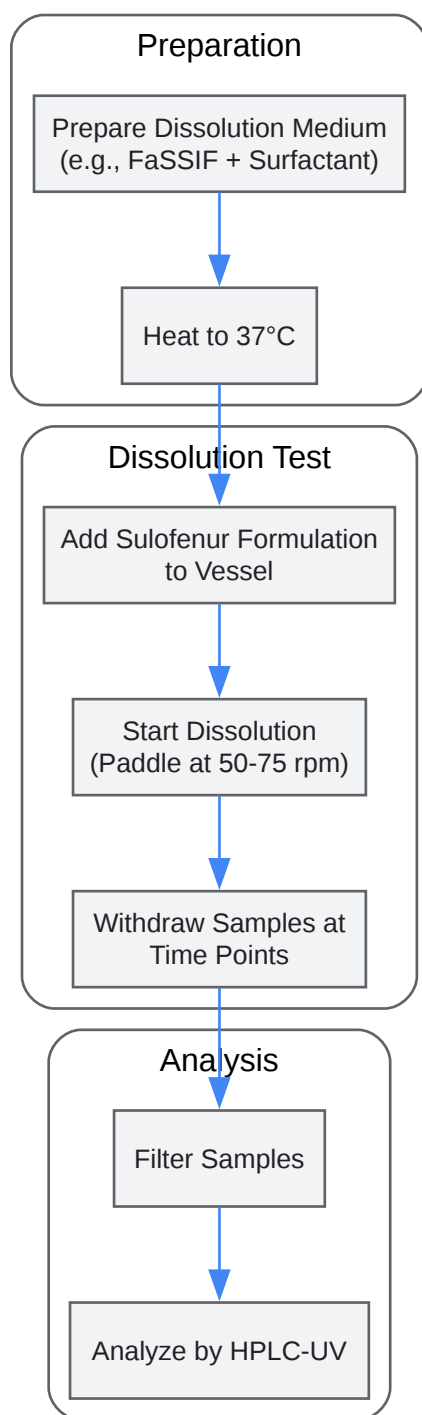 Preparation
Prepare Dissolution Medium
(e.g., FaSSIF + Surfactant)
Heat to 37°C
Dissolution Test
Add Sulofenur Formulation
to Vessel
Start Dissolution
(Paddle at 50-75 rpm)
Withdraw Samples at
Time Points
Analysis
Filter Samples
Analyze by HPLC-UV